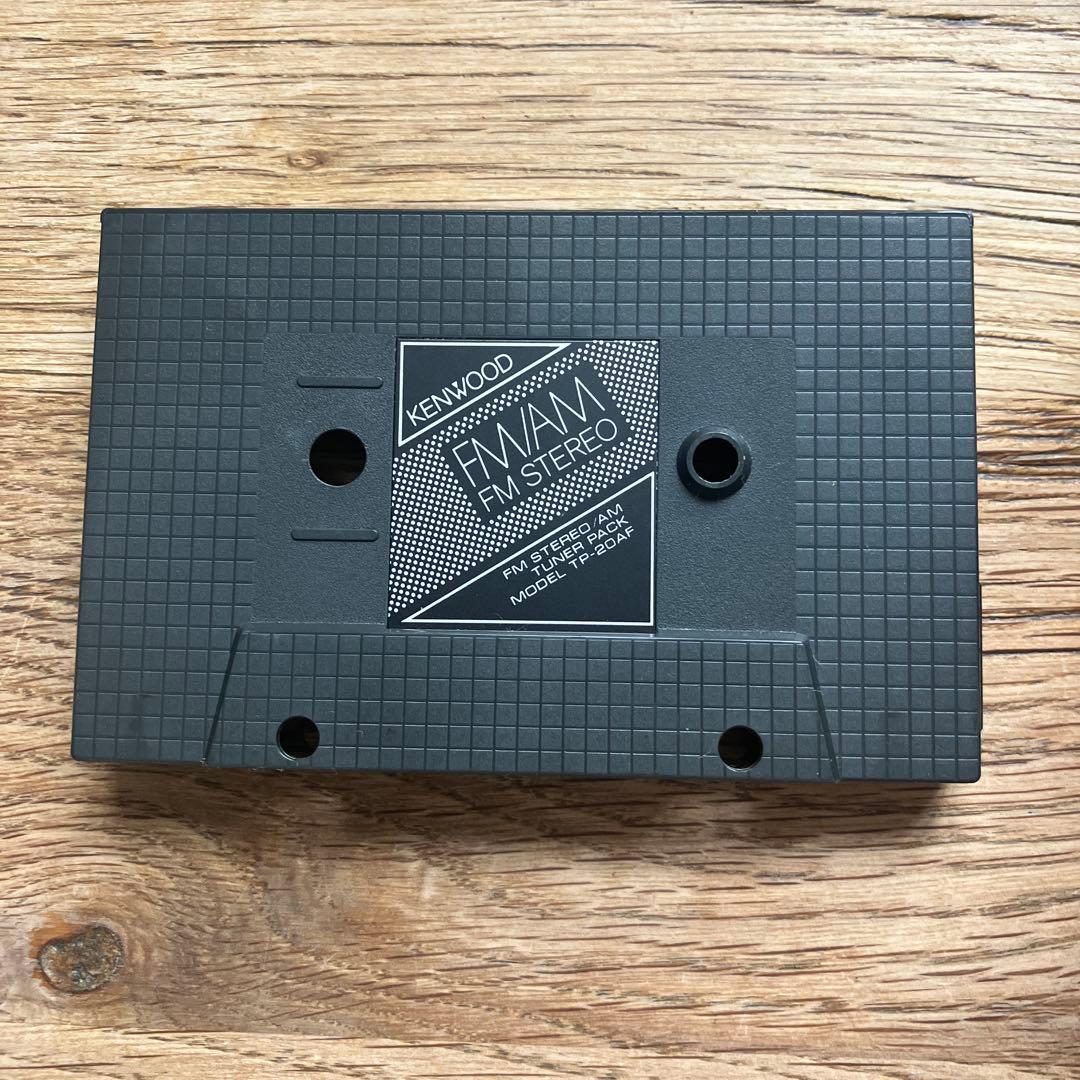 KENWOOD
FM/AM
FM STEREO
FM STEREO/AM
TUNER PACK
MODEL TP-20AF